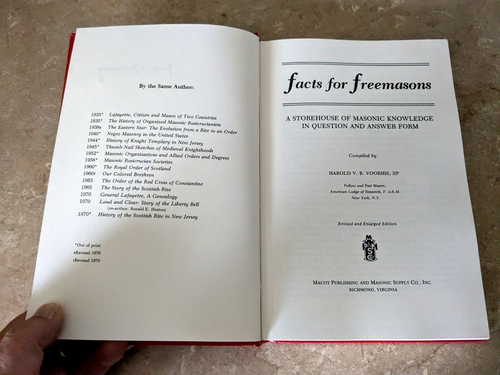 By the Same Author:
1933* Lafayette, Citizen and Mason of Two Countries
1935* The History of Organized Masonic Rosicrucianism
1938± The Eastern Star: The Evolution from a Rite to an Order
1940* Negro Masonry in the United States
1944* History of Knight Templary in New Jersey
1945* Thumb-Nail Sketches of Medieval Knighthoods
1952* Masonic Organizations and Allied Orders and Degrees
1958* Masonic Rosicrucian Societies
1960* The Royal Order of Scotland
1960± Our Colored Brethren
1963 The Order of the Red Cross of Constantine
1965 The Story of the Scottish Rite
1970 General Lafayette, A Genealogy
1970 Loud and Clear: Story of the Liberty Bell
(co-author: Ronald E. Heaton)
1970* History of the Scottish Rite in New Jersey
*Out of print
Revised 1979
Revised 1975
facts for freemasons
A STOREHOUSE OF MASONIC KNOWLEDGE
IN QUESTION AND ANSWER FORM
Compiled by
HAROLD V. B. VOORHIS, 33°
Fellow and Past Master,
American Lodge of Research, F. &A.M.
New York, N.Y.
Revised and Enlarged Edition
MACOY PUBLISHING AND MASONIC SUPPLY CO., INC.
RICHMOND, VIRGINIA